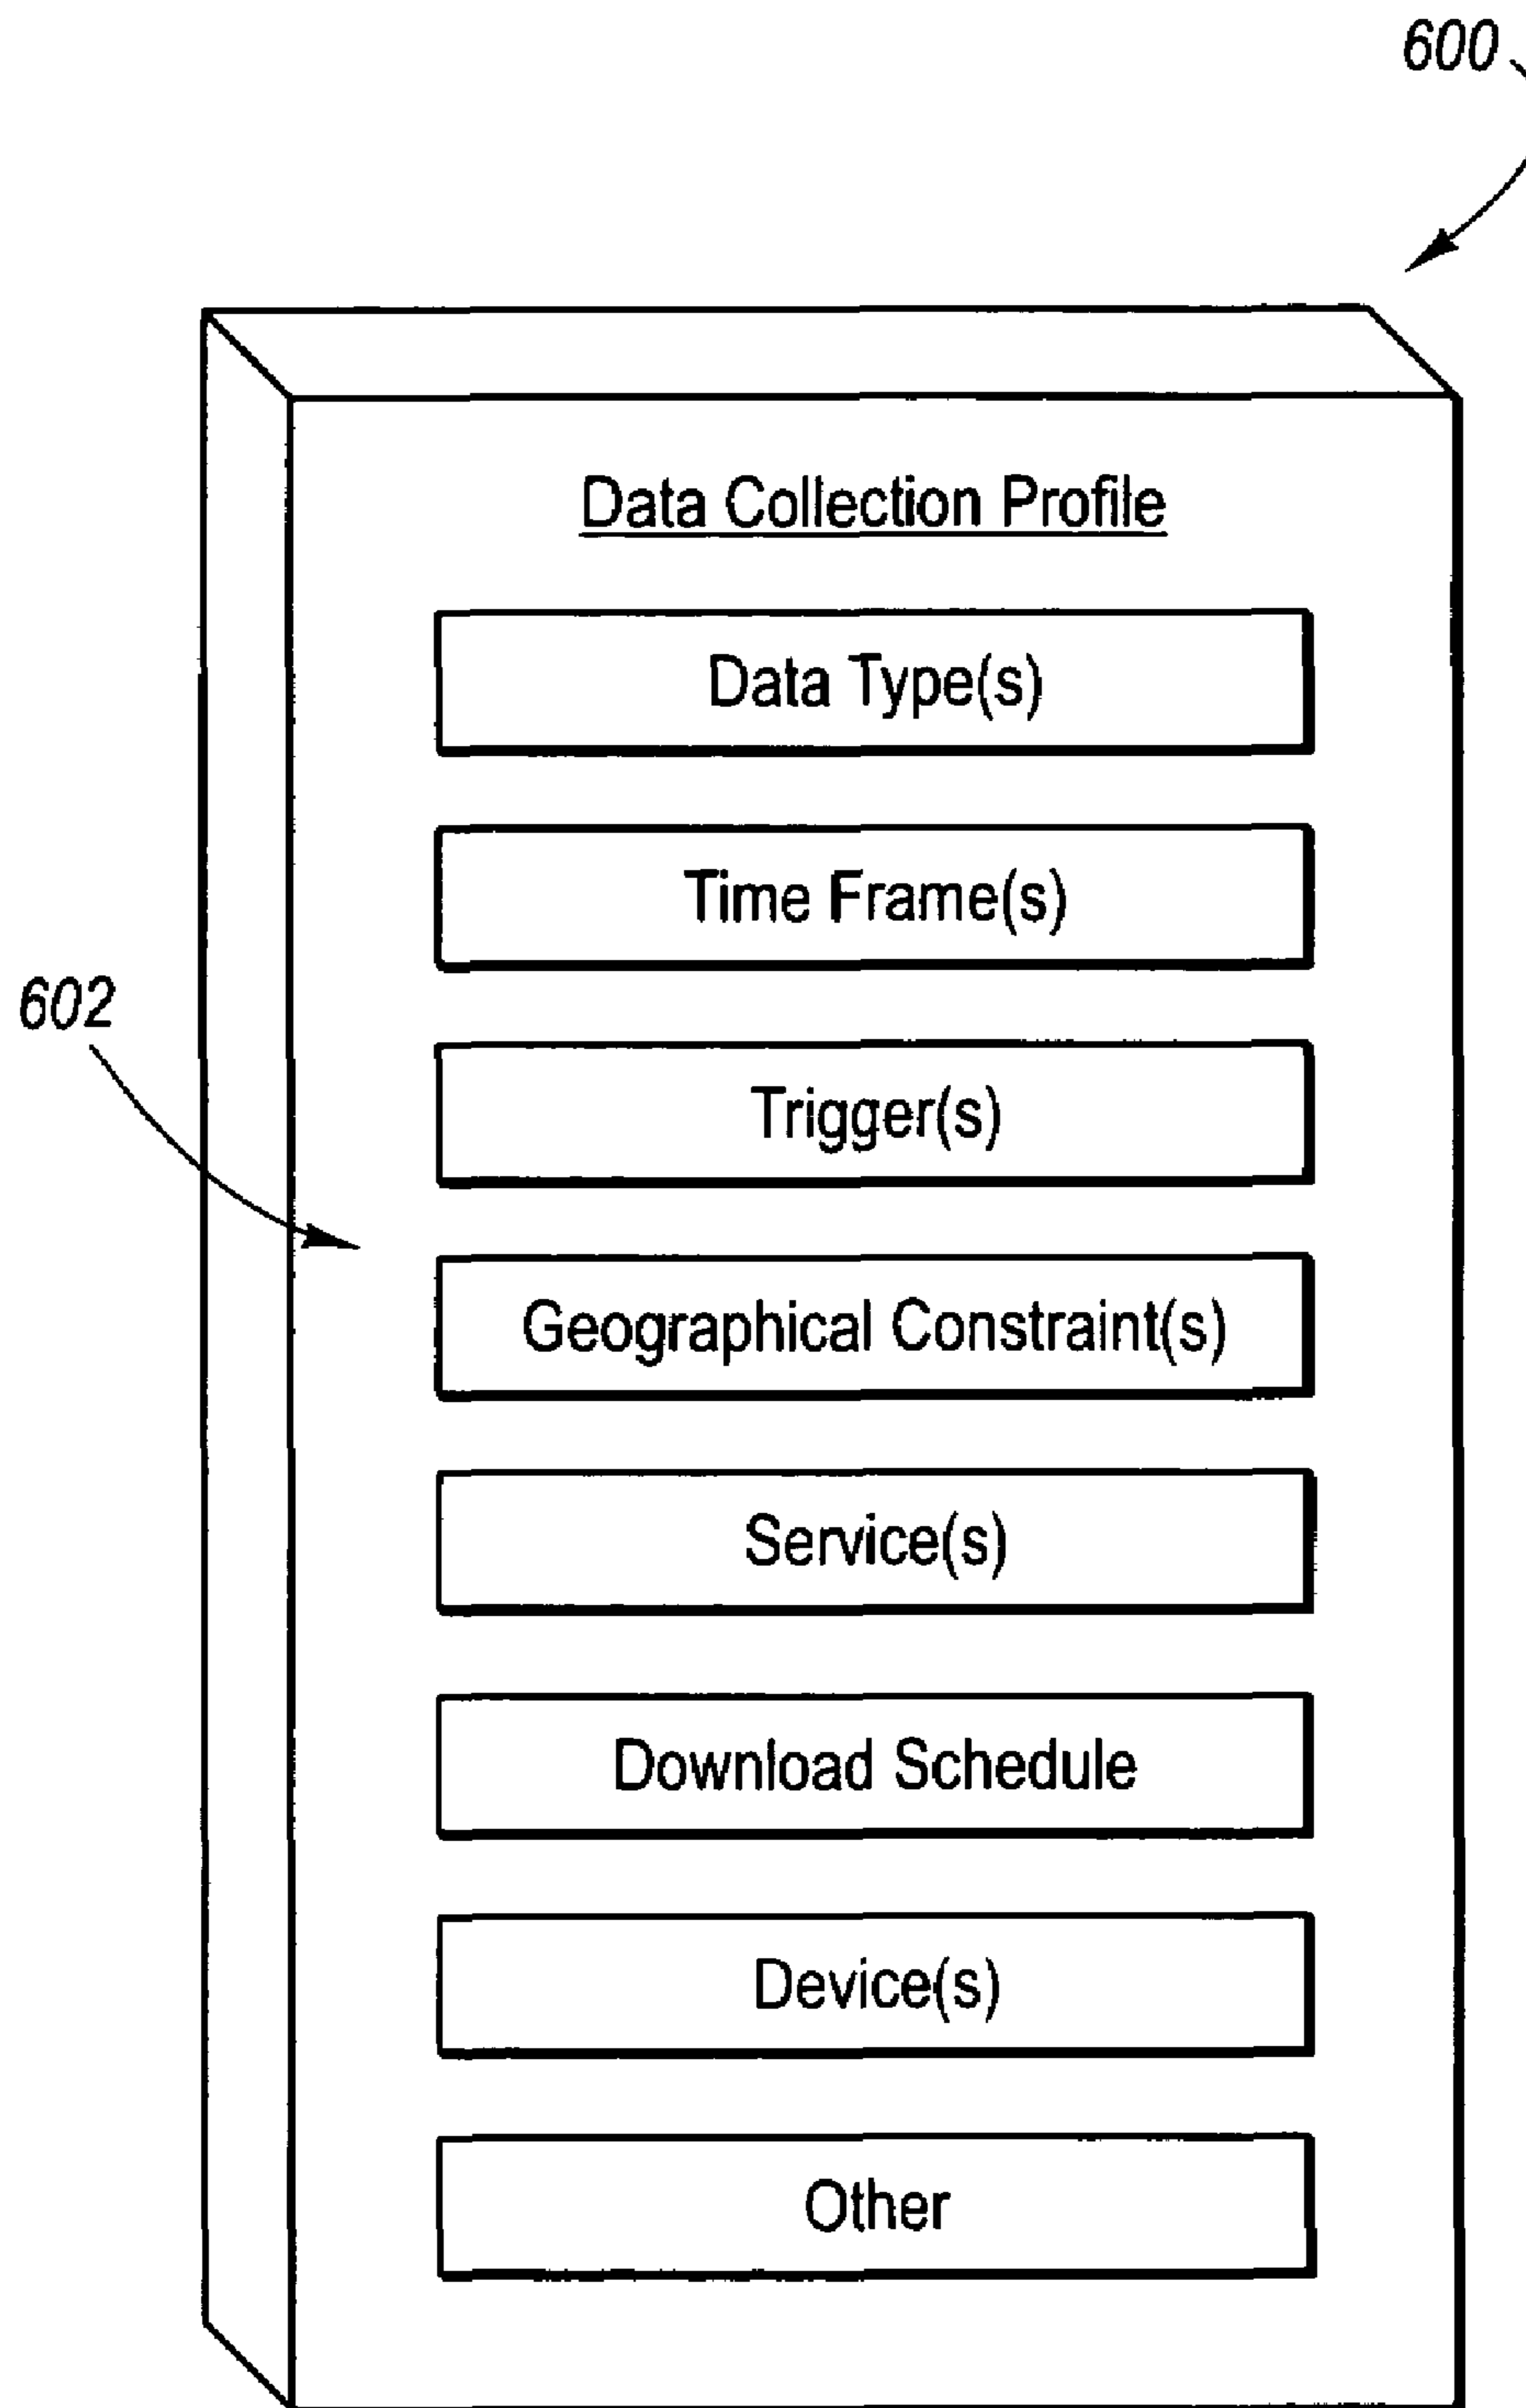 600
Data Collection Profile
Data Type(s)
Time Frame(s)
602
Trigger(s)
Geographical Constraint(s)
Service(s)
Download Schedule
Device(s)
Other